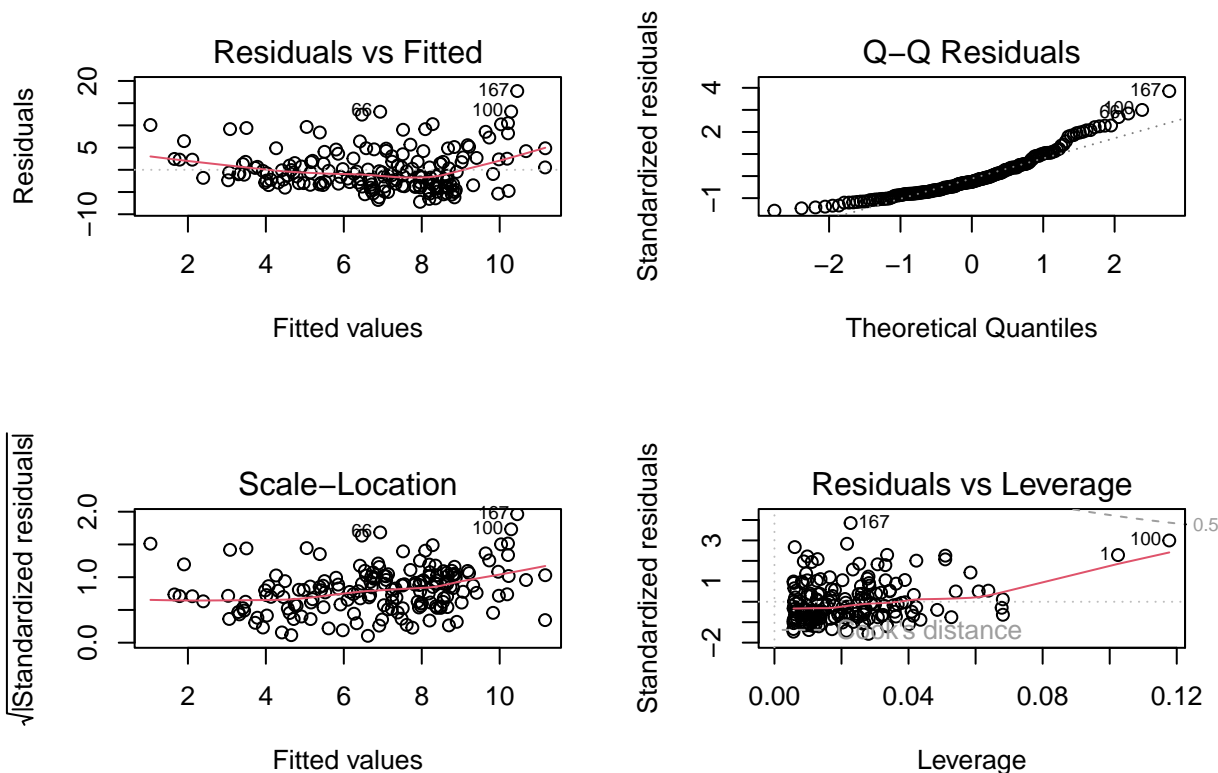 Residuals vs Fitted
Residuals
20
5
−10
167
66
100
2 4 6 8 10
Fitted values
Q−Q Residuals
Standardized residuals
4
2
−1
167
100
66
−2 −1 0 1 2
Theoretical Quantiles
Scale−Location
√|Standardized residuals|
2.0
1.0
0.0
167
66
100
2 4 6 8 10
Fitted values
Residuals vs Leverage
Standardized residuals
3
1
−2
167
100
1
0.5
Cook's distance
0.00 0.04 0.08 0.12
Leverage